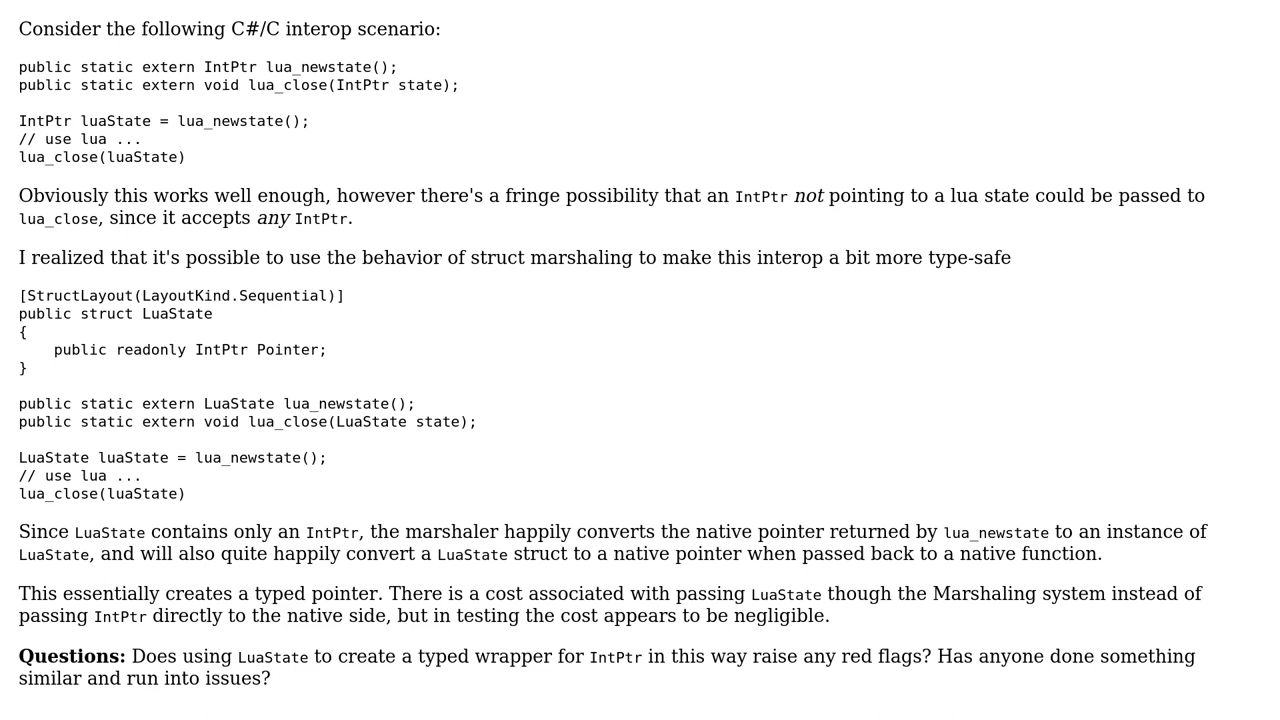 Consider the following C#/C interop scenario:
public static extern IntPtr lua_newstate();
public static extern void lua_close(IntPtr state);
IntPtr luaState = lua_newstate();
// use lua ...
lua_close(luaState)
Obviously this works well enough, however there's a fringe possibility that an IntPtr not pointing to a lua state could be passed to
lua_close, since it accepts any IntPtr.
I realized that it's possible to use the behavior of struct marshaling to make this interop a bit more type-safe
[StructLayout(LayoutKind.Sequential)]
public struct LuaState
{
    public readonly IntPtr Pointer;
}
public static extern LuaState lua_newstate();
public static extern void lua_close(LuaState state);
LuaState luaState = lua_newstate();
// use lua ...
lua_close(luaState)
Since LuaState contains only an IntPtr, the marshaler happily converts the native pointer returned by lua_newstate to an instance of
LuaState, and will also quite happily convert a LuaState struct to a native pointer when passed back to a native function.
This essentially creates a typed pointer. There is a cost associated with passing LuaState though the Marshaling system instead of
passing IntPtr directly to the native side, but in testing the cost appears to be negligible.
Questions: Does using LuaState to create a typed wrapper for IntPtr in this way raise any red flags? Has anyone done something
similar and run into issues?